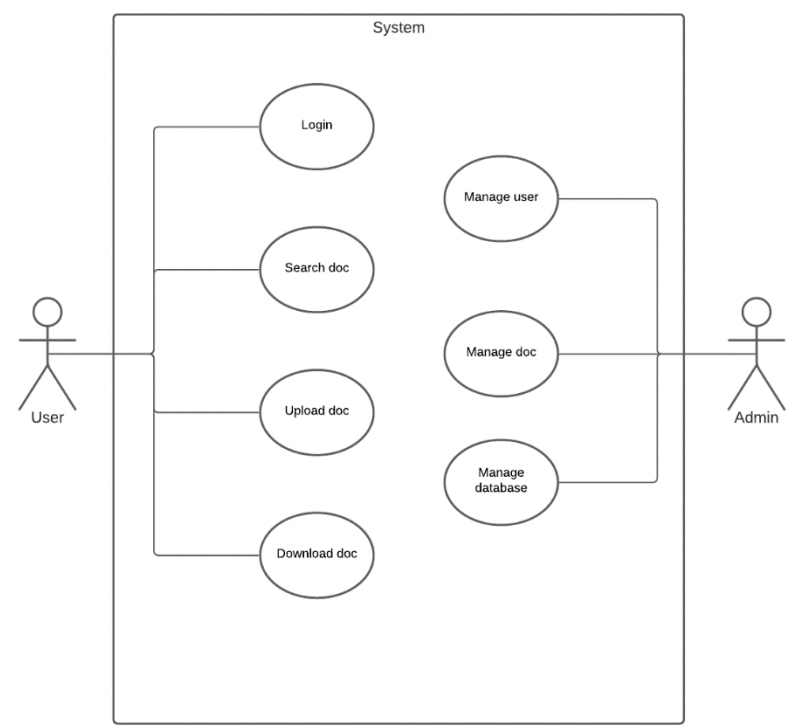 System
Login
Manage user
Search doc
Manage doc
User
Admin
Upload doc
Manage
database
Download doc